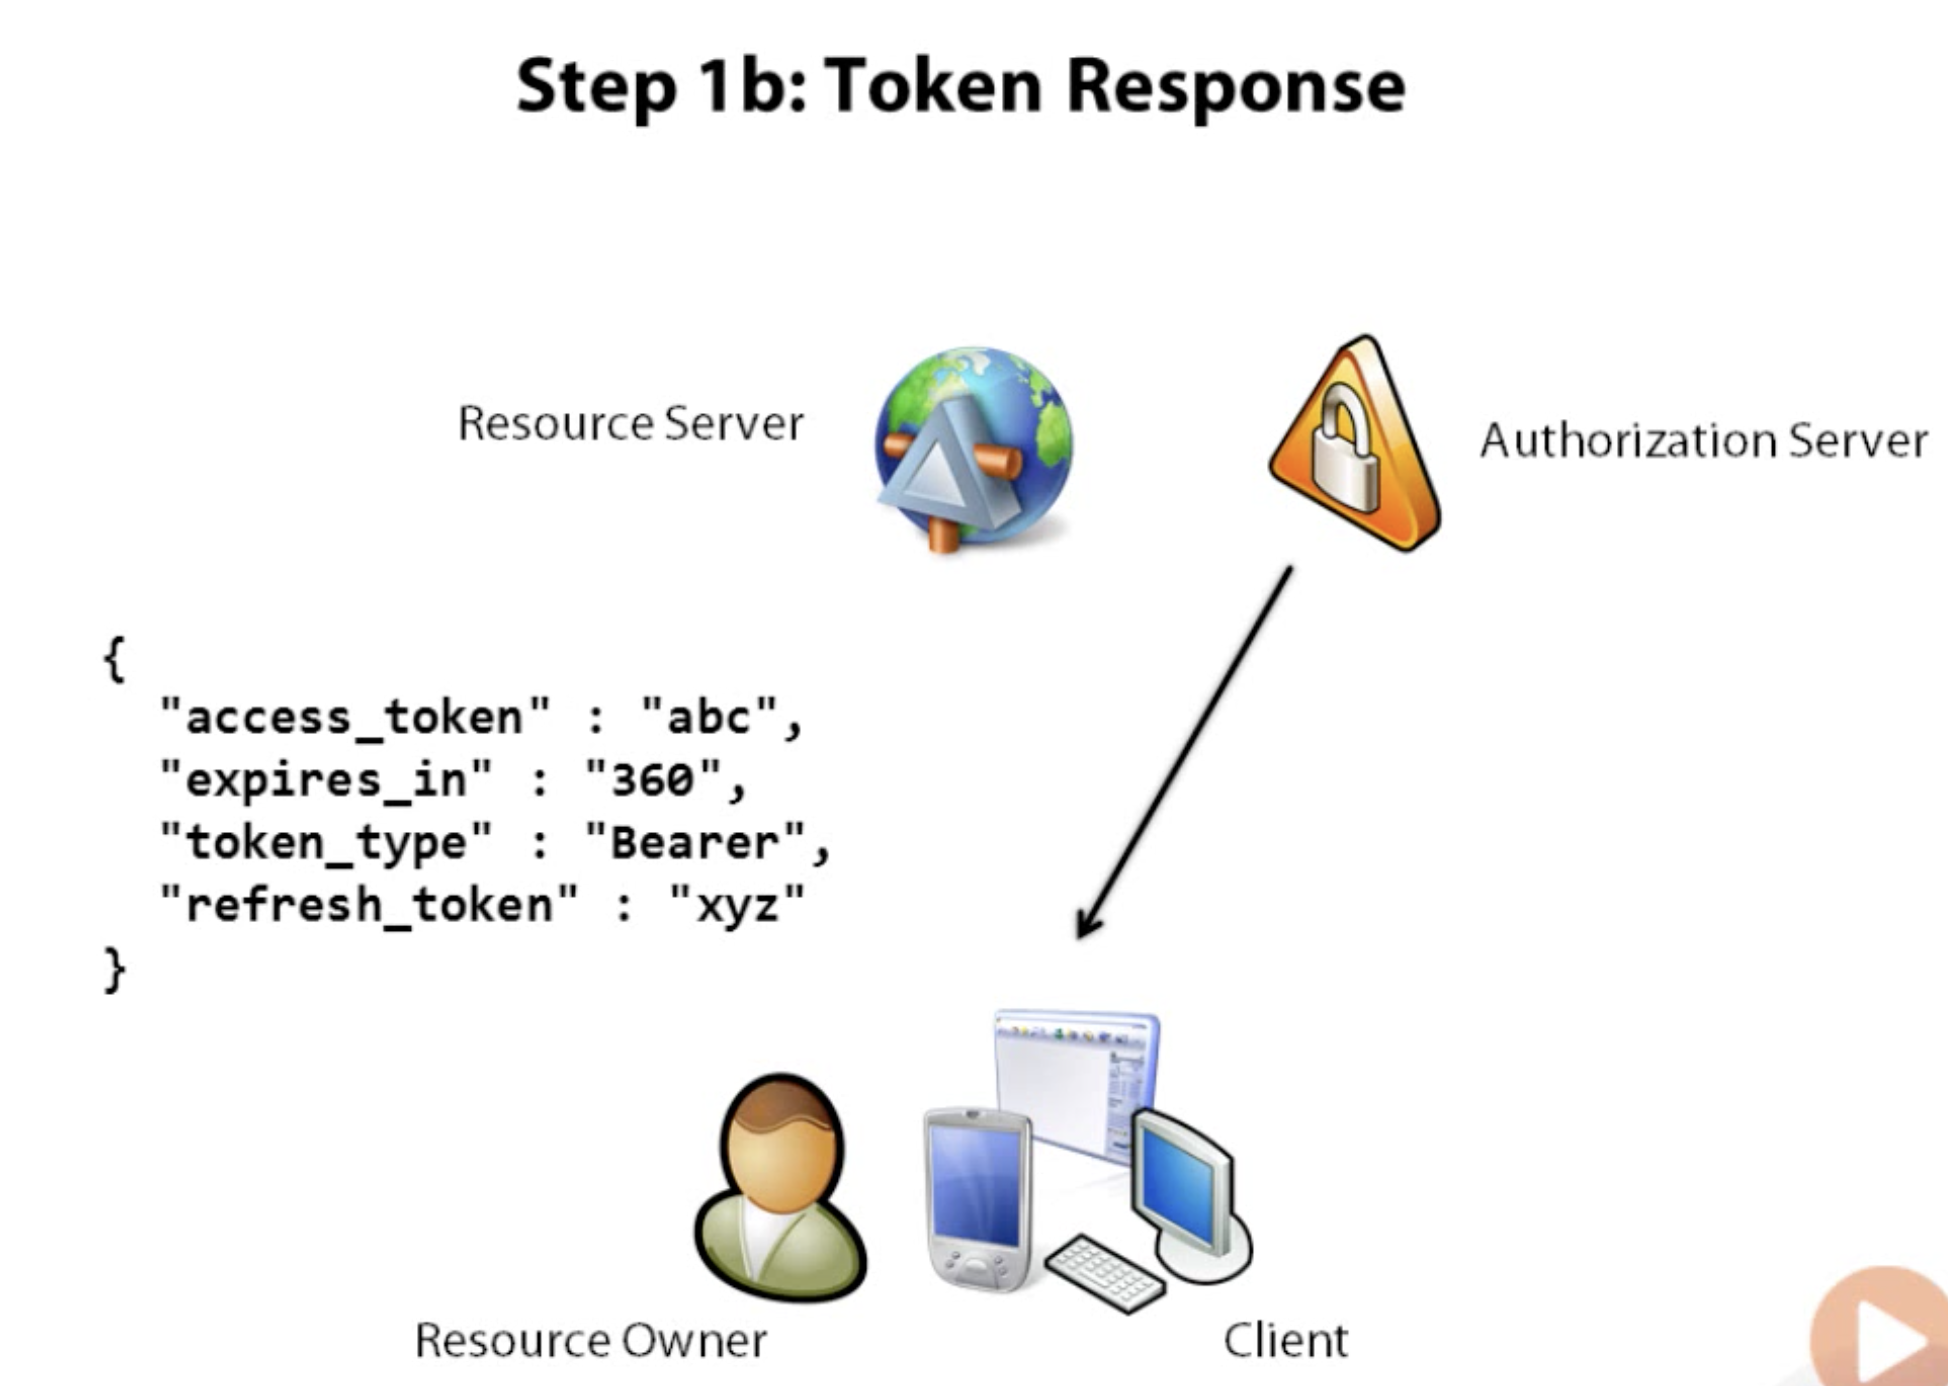 Step 1b: Token Response
Resource Server
Authorization Server
{
"access_token" : "abc",
"expires_in" : "360",
"token_type" : "Bearer",
"refresh_token" : "xyz"
}
Resource Owner
Client